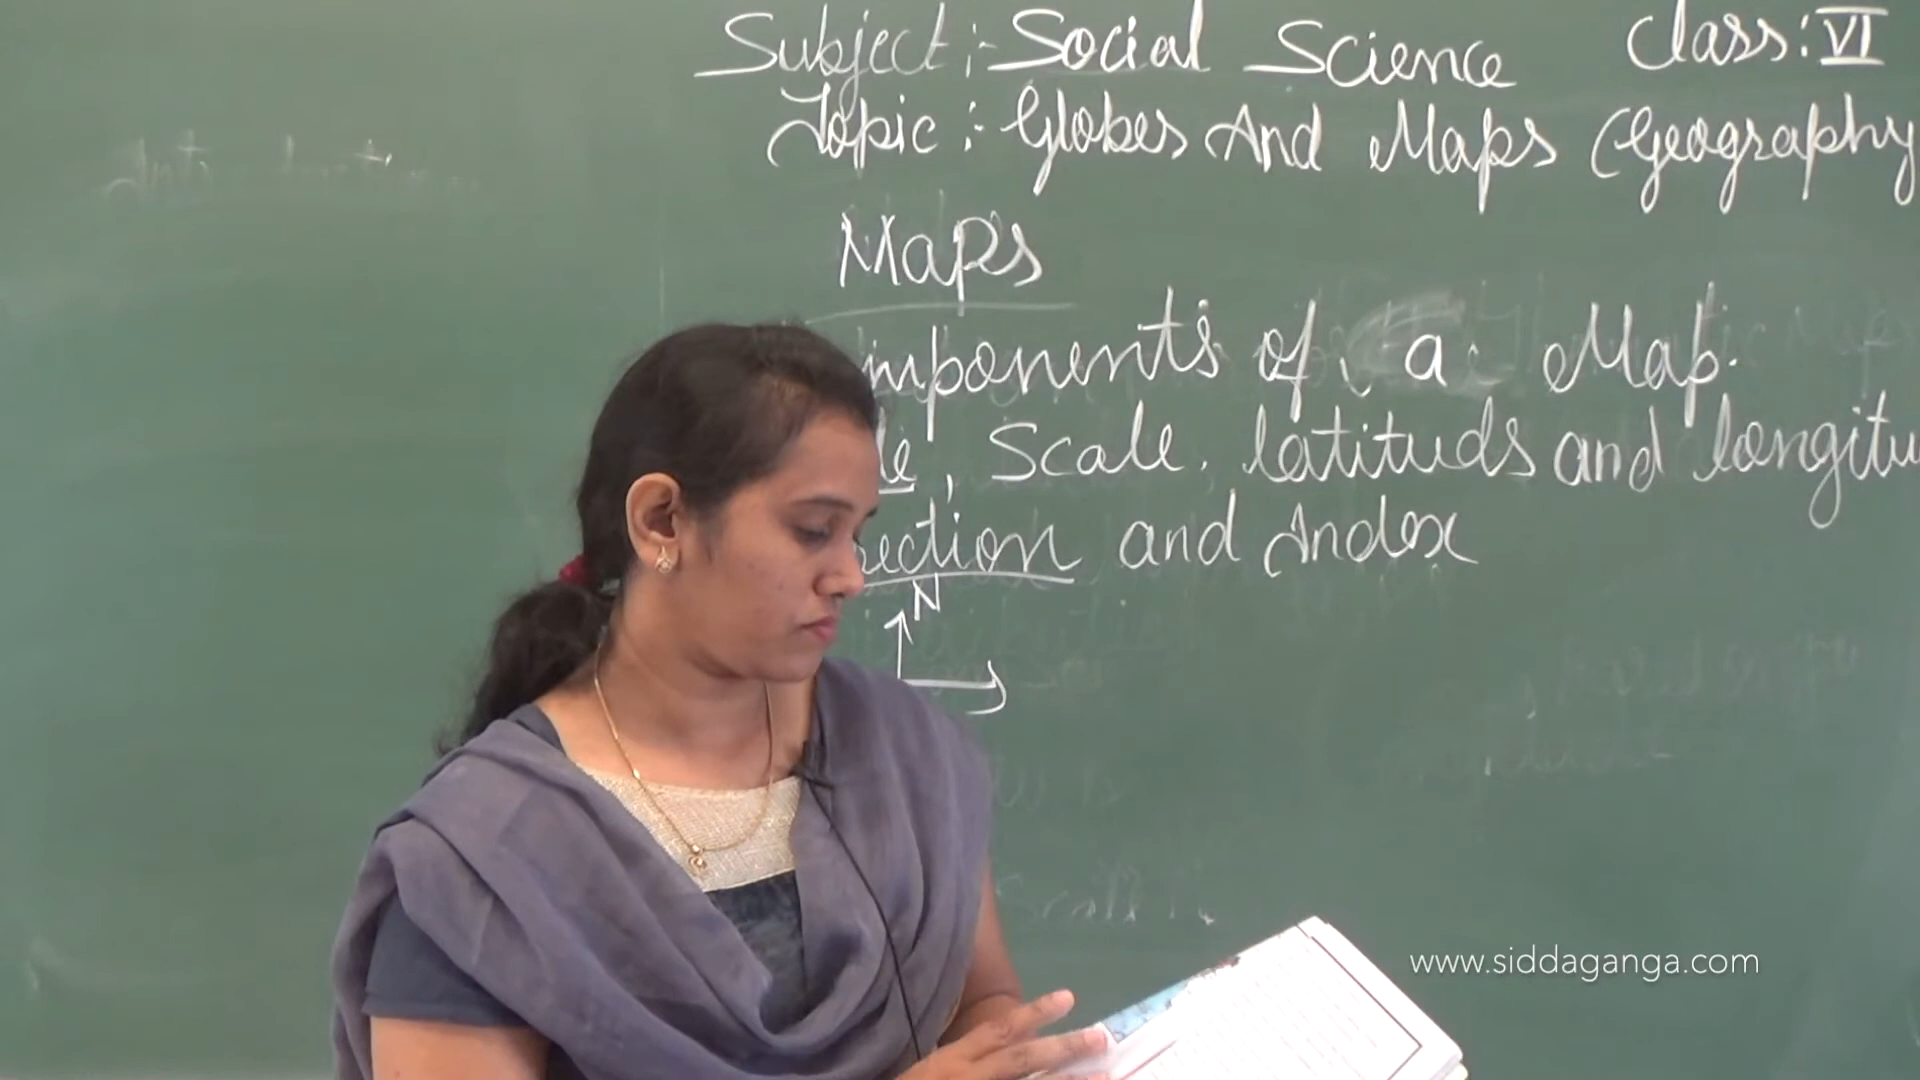 Subject :- Social Science Class: VI
Topic :- Globes And Maps (Geography
Maps
mponents of a Map.
le, Scale, latituds and longitu
ection and Index
N
www.siddaganga.com